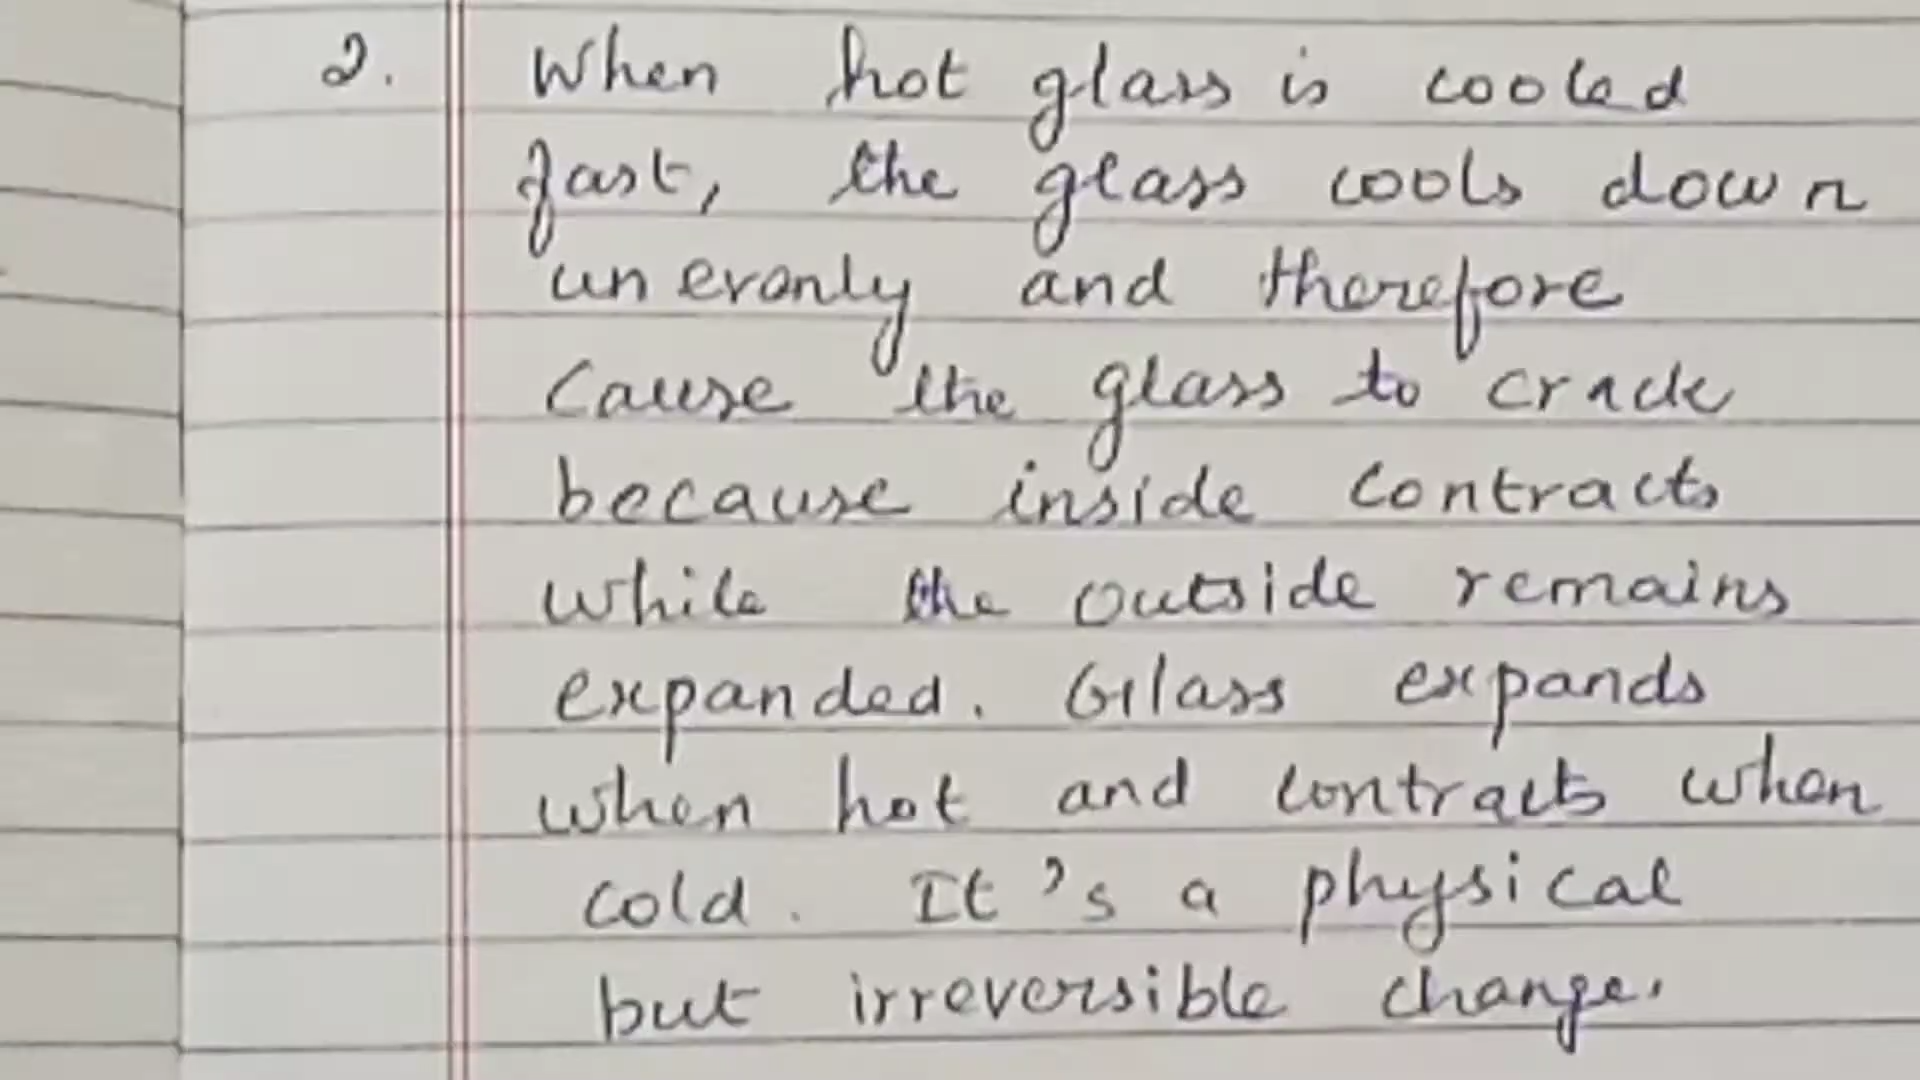 2. When hot glass is cooled
fast, the glass cools down
unevenly and therefore
cause the glass to crack
because inside contracts
while the outside remains
expanded. Glass expands
when hot and contracts when
cold. It's a physical
but irreversible change.